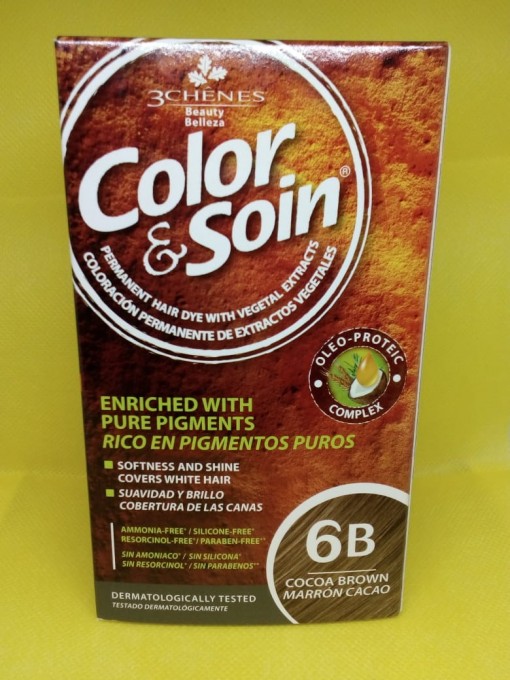 3CHÊNES
Beauty
Belleza
Color
& Soin®
PERMANENT HAIR DYE WITH VEGETAL EXTRACTS
COLORACIÓN PERMANENTE DE EXTRACTOS VEGETALES
OLEO-PROTEIC
COMPLEX
ENRICHED WITH
PURE PIGMENTS
RICO EN PIGMENTOS PUROS
SOFTNESS AND SHINE
COVERS WHITE HAIR
SUAVIDAD Y BRILLO
COBERTURA DE LAS CANAS
AMMONIA-FREE* / SILICONE-FREE*
RESORCINOL-FREE*/ PARABEN-FREE**
SIN AMONIACO* / SIN SILICONA*
SIN RESORCINOL* / SIN PARABENOS**
6B
COCOA BROWN
MARRÓN CACAO
DERMATOLOGICALLY TESTED
TESTADO DERMATOLÓGICAMENTE